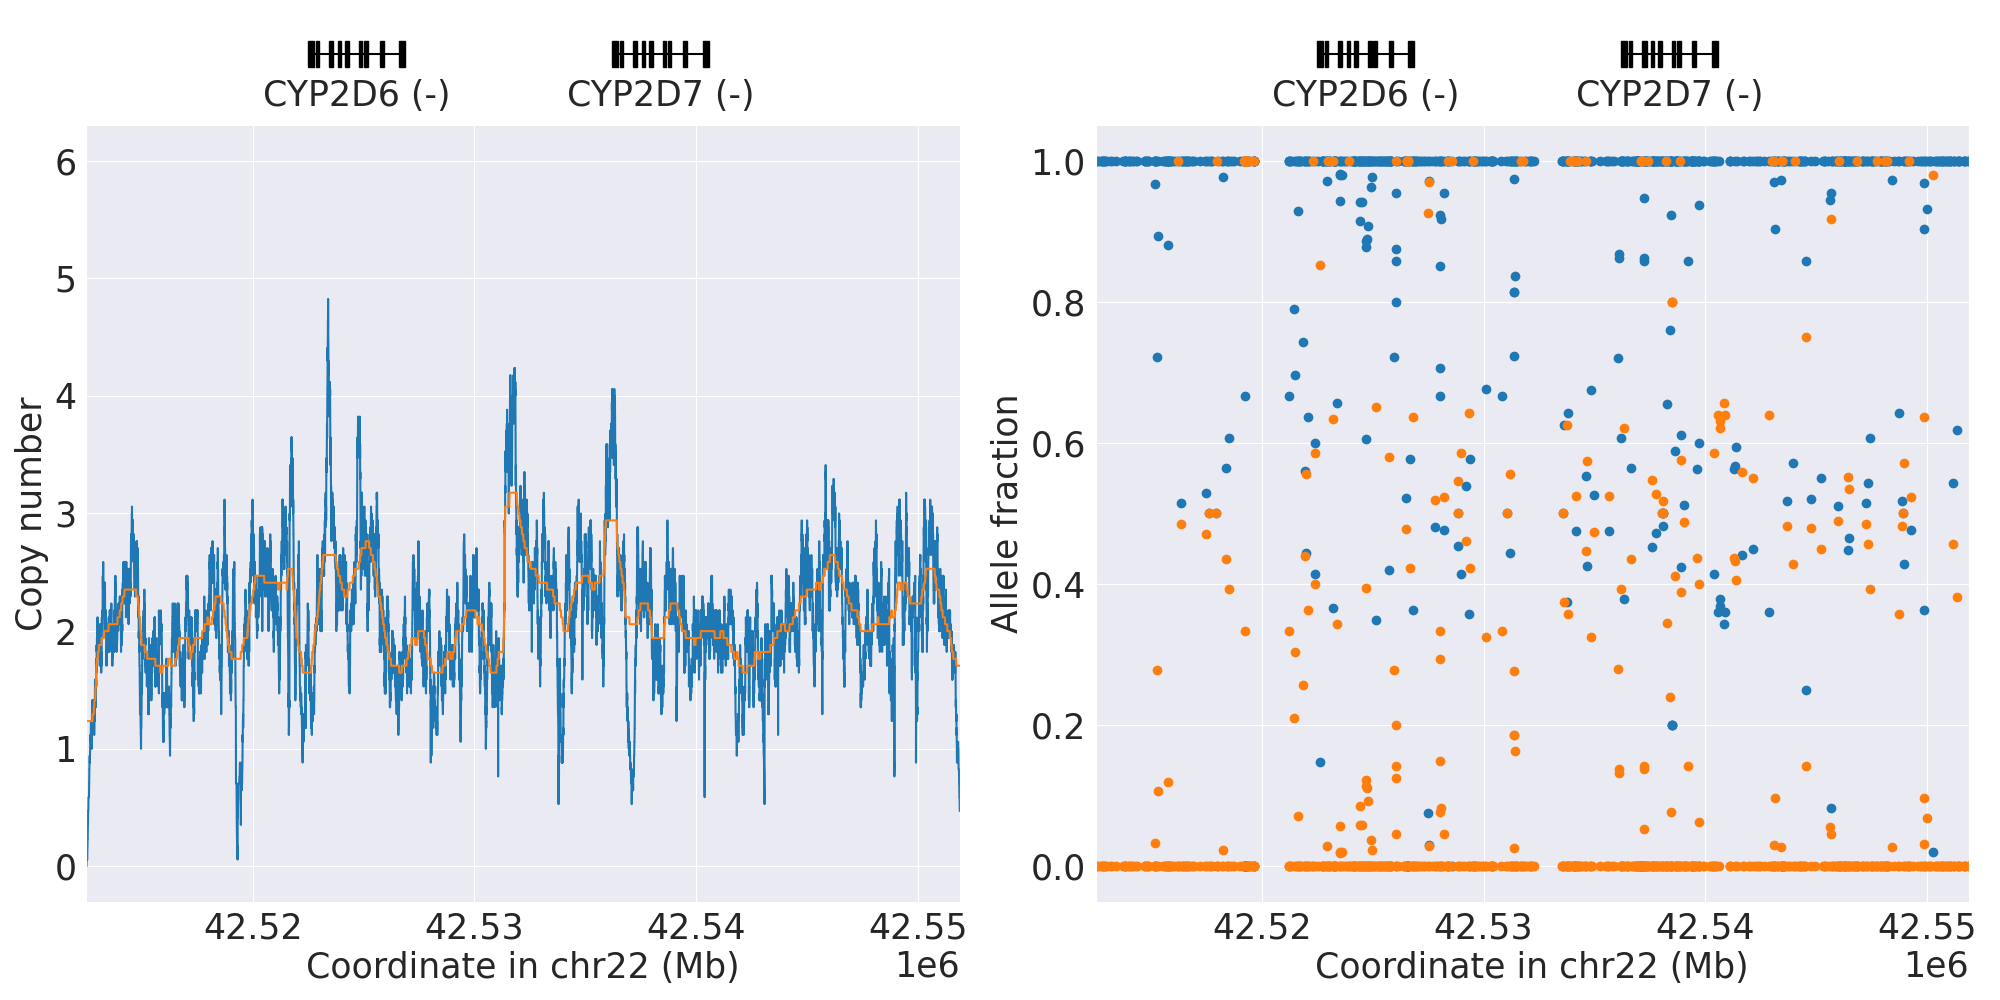 CYP2D6 (-) CYP2D7 (-)
6
5
4
3
2
1
0
Copy number
42.52 42.53 42.54 42.55
Coordinate in chr22 (Mb) 1e6
CYP2D6 (-) CYP2D7 (-)
1.0
0.8
0.6
0.4
0.2
0.0
Allele fraction
42.52 42.53 42.54 42.55
Coordinate in chr22 (Mb) 1e6